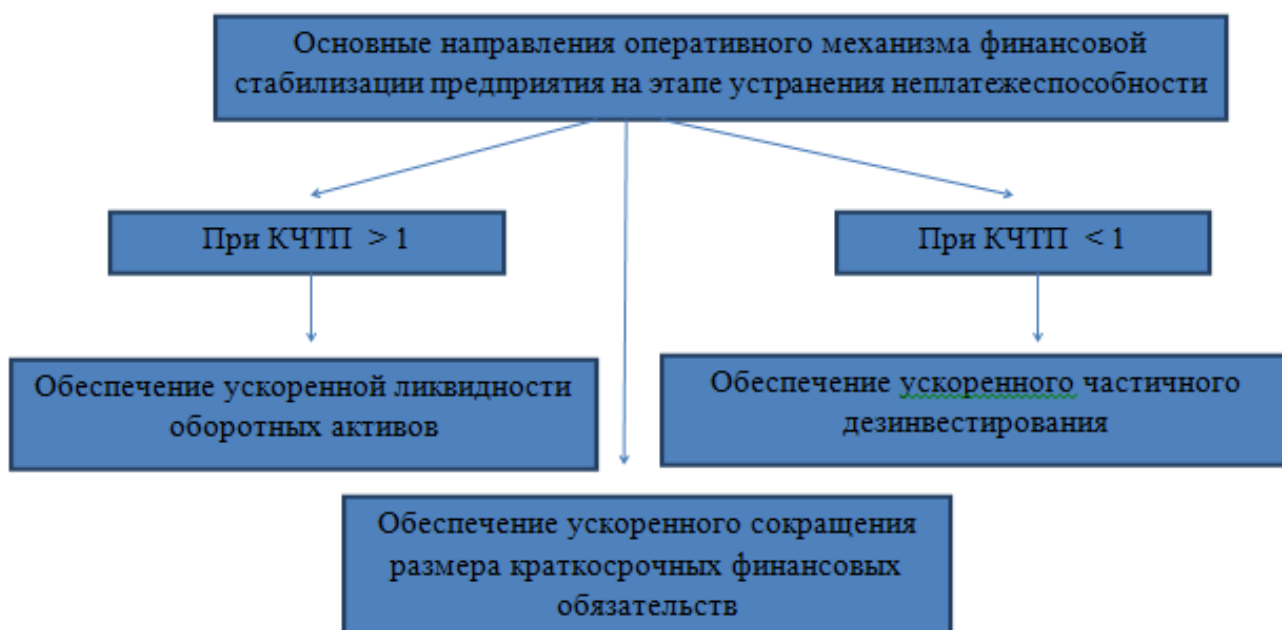 Основные направления оперативного механизма финансовой
стабилизации предприятия на этапе устранения неплатежеспособности
При КЧТП > 1
При КЧТП < 1
Обеспечение ускоренной ликвидности
оборотных активов
Обеспечение ускоренного частичного
дезинвестирования
Обеспечение ускоренного сокращения
размера краткосрочных финансовых
обязательств